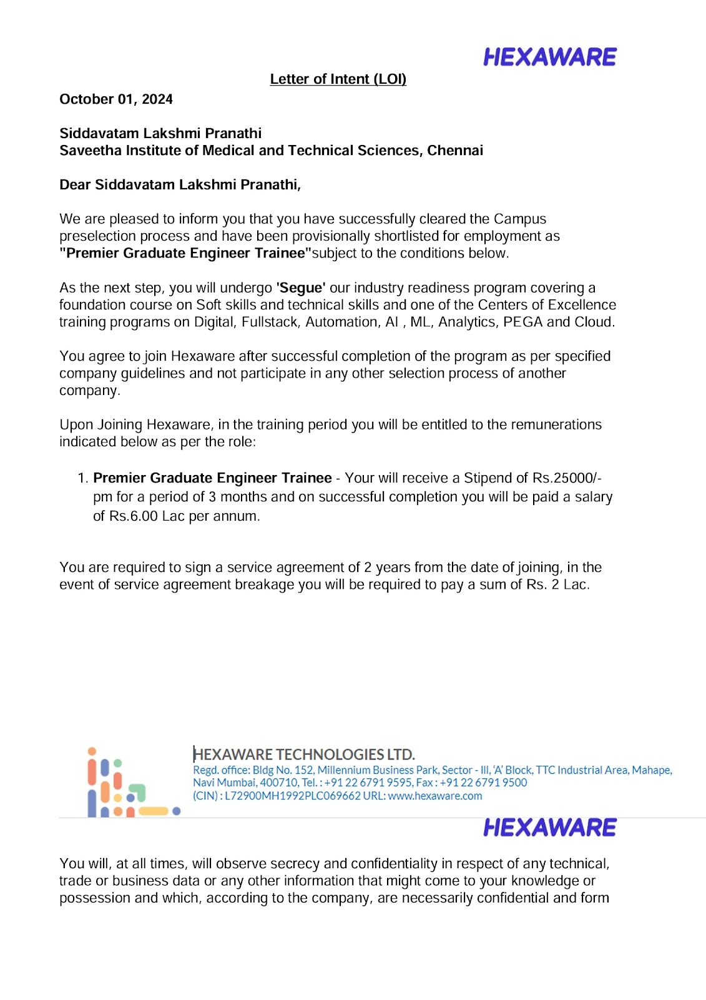 HEXAWARE
Letter of Intent (LOI)
October 01, 2024
Siddavatam Lakshmi Pranathi
Saveetha Institute of Medical and Technical Sciences, Chennai
Dear Siddavatam Lakshmi Pranathi,
We are pleased to inform you that you have successfully cleared the Campus
preselection process and have been provisionally shortlisted for employment as
"Premier Graduate Engineer Trainee"subject to the conditions below.
As the next step, you will undergo 'Segue' our industry readiness program covering a
foundation course on Soft skills and technical skills and one of the Centers of Excellence
training programs on Digital, Fullstack, Automation, AI , ML, Analytics, PEGA and Cloud.
You agree to join Hexaware after successful completion of the program as per specified
company guidelines and not participate in any other selection process of another
company.
Upon Joining Hexaware, in the training period you will be entitled to the remunerations
indicated below as per the role:
1. Premier Graduate Engineer Trainee - Your will receive a Stipend of Rs.25000/-
pm for a period of 3 months and on successful completion you will be paid a salary
of Rs.6.00 Lac per annum.
You are required to sign a service agreement of 2 years from the date of joining, in the
event of service agreement breakage you will be required to pay a sum of Rs. 2 Lac.
HEXAWARE TECHNOLOGIES LTD.
Regd. office: Bldg No. 152, Millennium Business Park, Sector - III, ‘A’ Block, TTC Industrial Area, Mahape,
Navi Mumbai, 400710, Tel. : +91 22 6791 9595, Fax : +91 22 6791 9500
(CIN) : L72900MH1992PLC069662 URL: www.hexaware.com
HEXAWARE
You will, at all times, will observe secrecy and confidentiality in respect of any technical,
trade or business data or any other information that might come to your knowledge or
possession and which, according to the company, are necessarily confidential and form